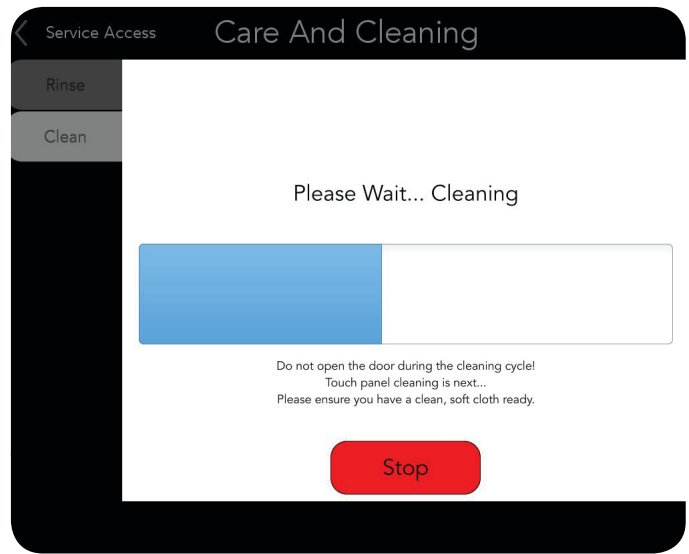 Service Access
Care And Cleaning
Rinse
Clean
Please Wait... Cleaning
Do not open the door during the cleaning cycle!
Touch panel cleaning is next...
Please ensure you have a clean, soft cloth ready.
Stop